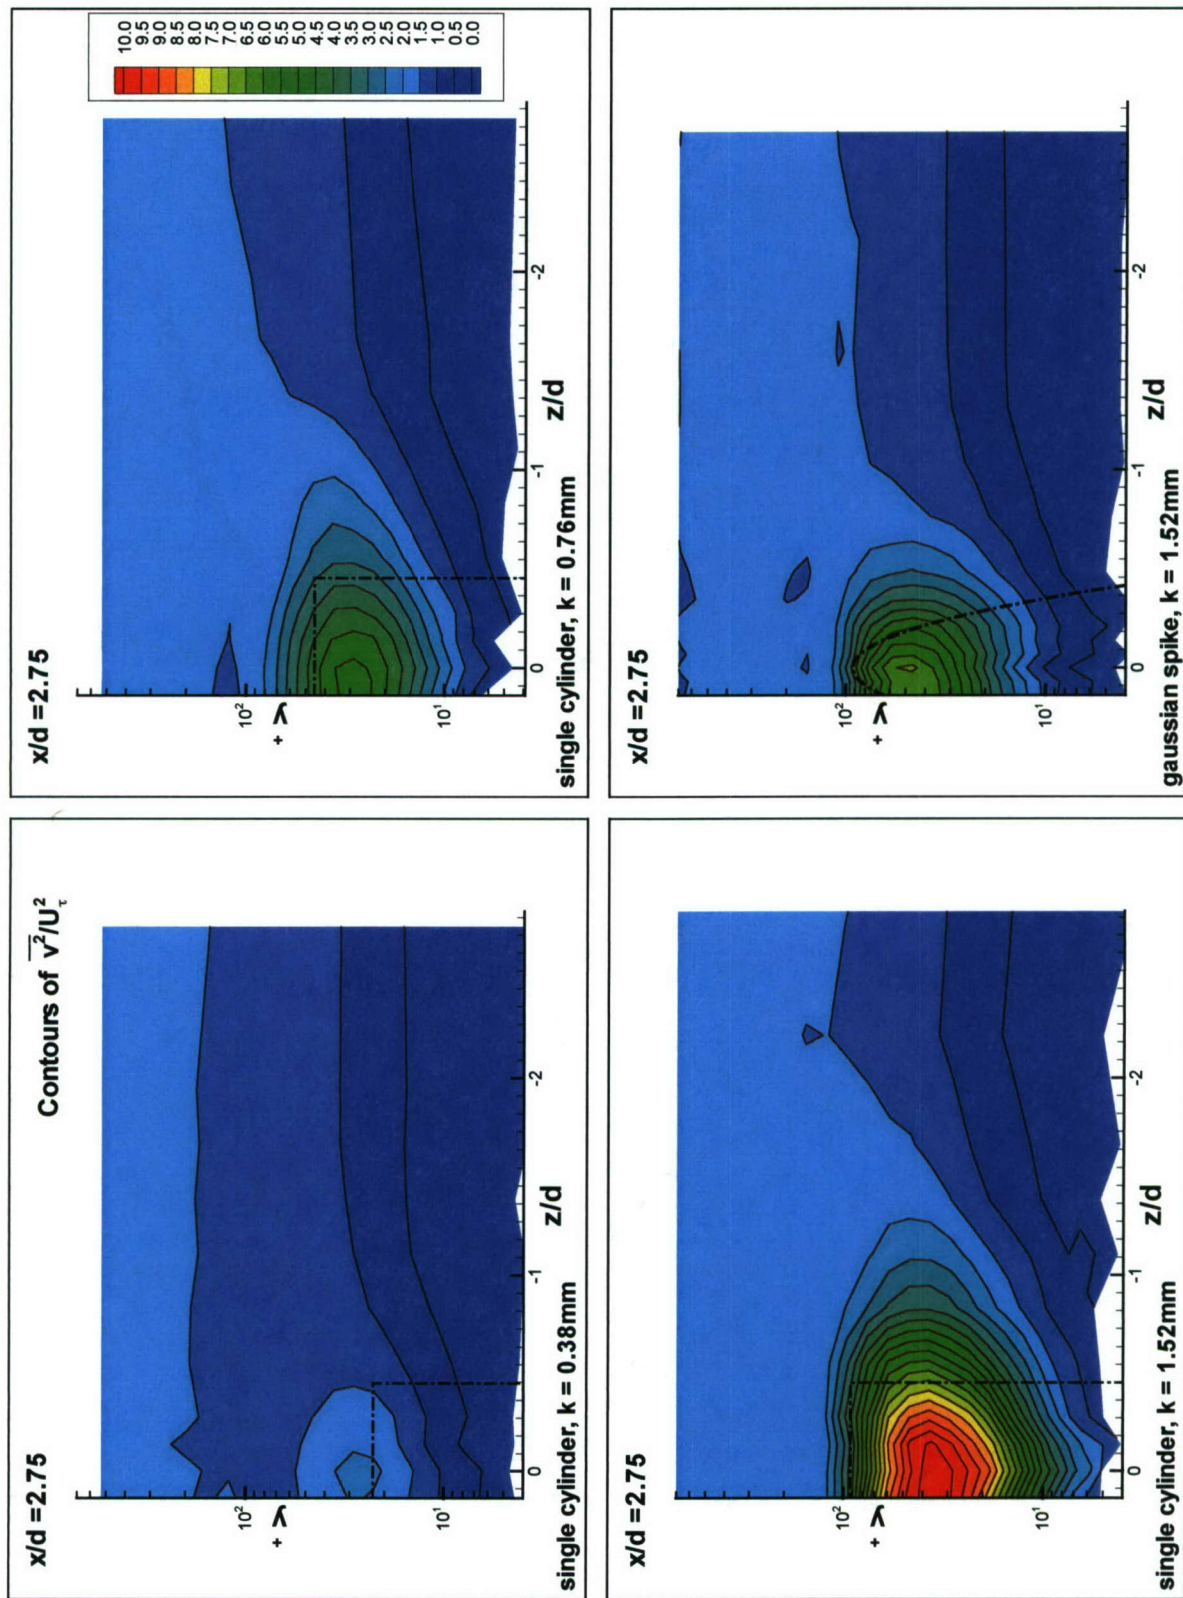 x/d =2.75
Contours of v²/U²τ
10²
y+
10¹
0
-1
-2
z/d
single cylinder, k = 0.38mm
x/d =2.75
10.0
9.5
9.0
8.5
8.0
7.5
7.0
6.5
6.0
5.5
5.0
4.5
4.0
3.5
3.0
2.5
2.0
1.5
1.0
0.5
0.0
10²
y+
10¹
0
-1
-2
z/d
single cylinder, k = 0.76mm
x/d =2.75
10²
y+
10¹
0
-1
-2
z/d
single cylinder, k = 1.52mm
x/d =2.75
10²
y+
10¹
0
-1
-2
z/d
gaussian spike, k = 1.52mm